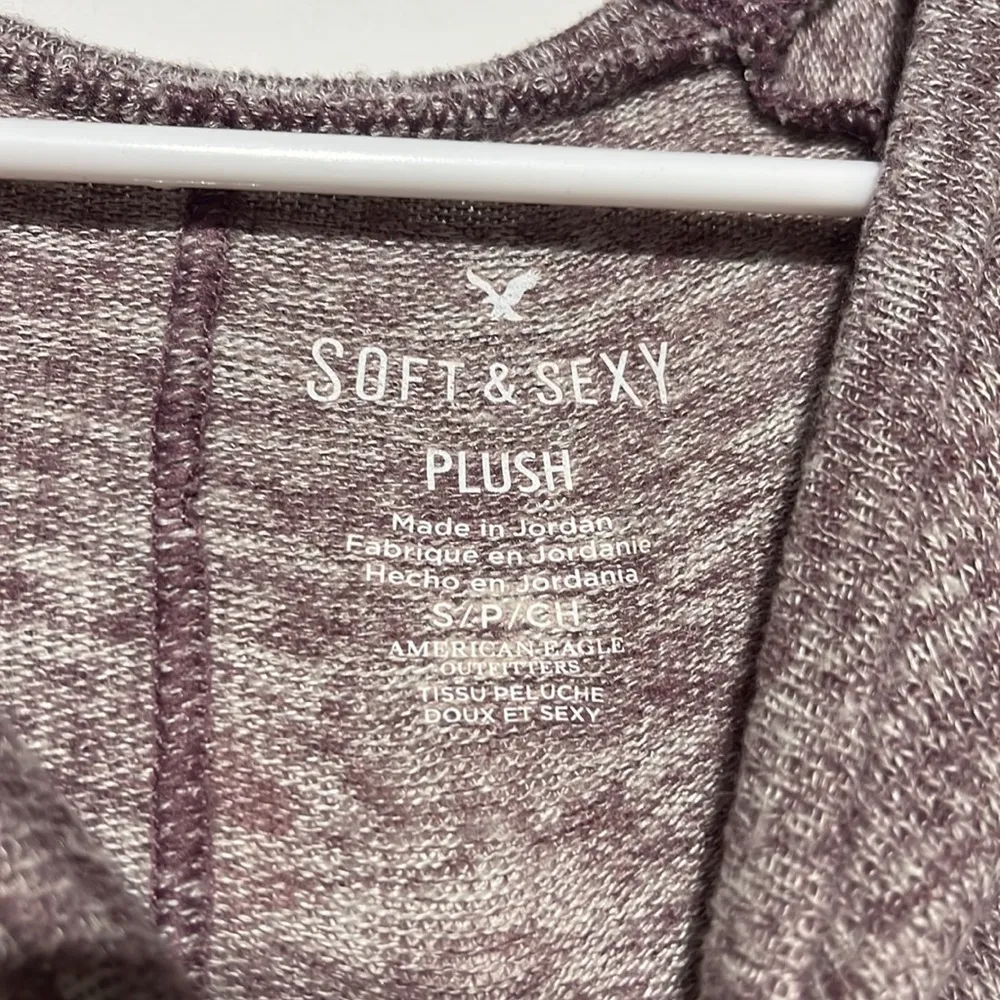 SOFT & SEXY
PLUSH
Made in Jordan
Fabriqué en Jordanie
Hecho en Jordania
S/P/CH
AMERICAN EAGLE
OUTFITTERS
TISSU PELUCHE
DOUX ET SEXY